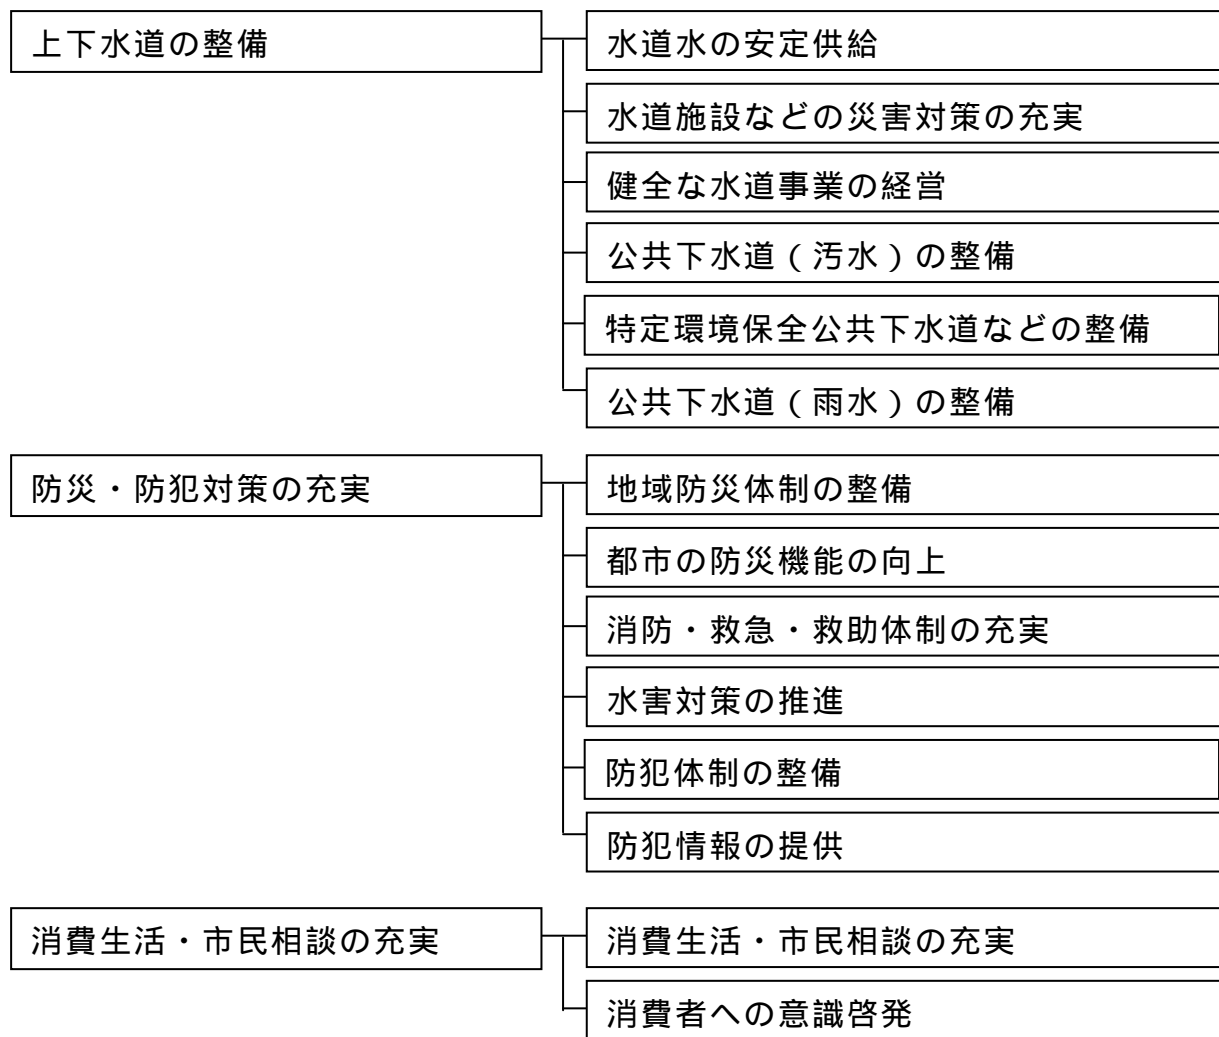 上下水道の整備
水道水の安定供給
水道施設などの災害対策の充実
健全な水道事業の経営
公共下水道（汚水）の整備
特定環境保全公共下水道などの整備
公共下水道（雨水）の整備
防災・防犯対策の充実
地域防災体制の整備
都市の防災機能の向上
消防・救急・救助体制の充実
水害対策の推進
防犯体制の整備
防犯情報の提供
消費生活・市民相談の充実
消費生活・市民相談の充実
消費者への意識啓発